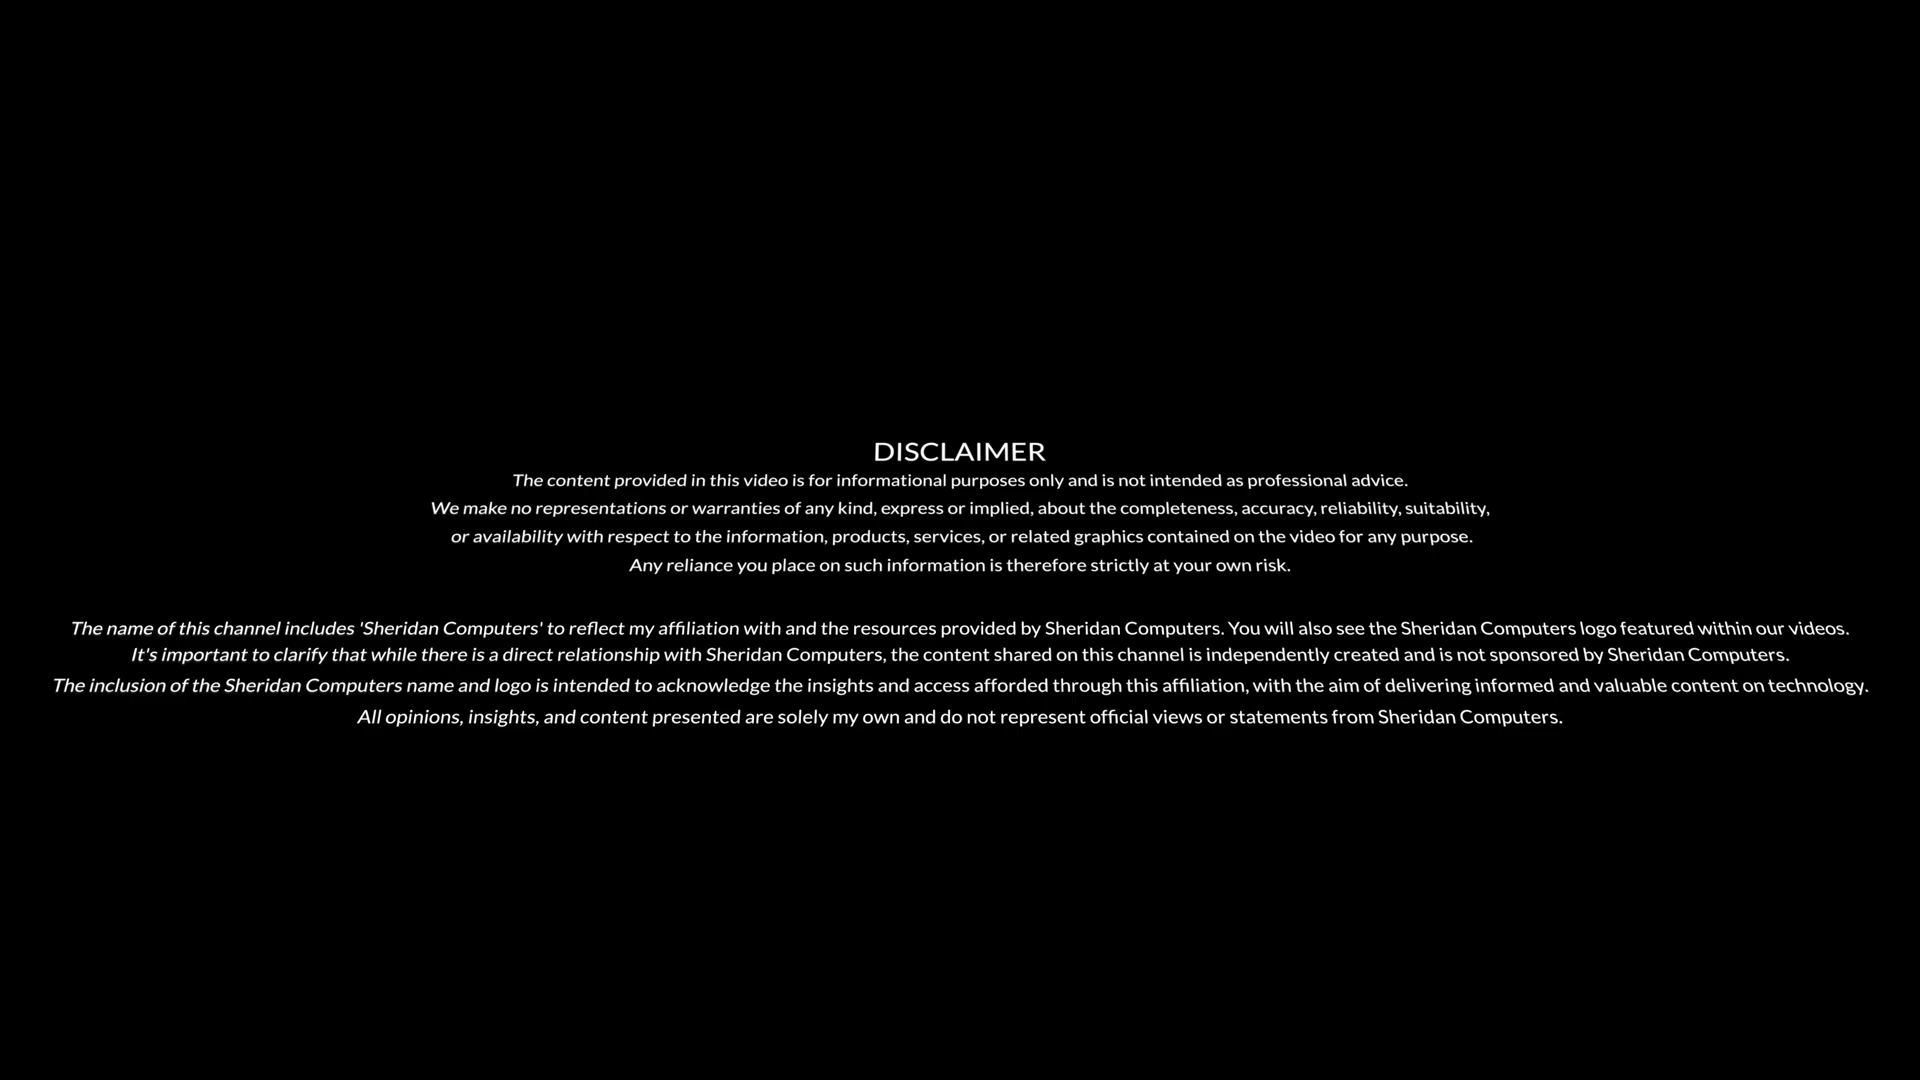 DISCLAIMER
The content provided in this video is for informational purposes only and is not intended as professional advice.
We make no representations or warranties of any kind, express or implied, about the completeness, accuracy, reliability, suitability,
or availability with respect to the information, products, services, or related graphics contained on the video for any purpose.
Any reliance you place on such information is therefore strictly at your own risk.
The name of this channel includes 'Sheridan Computers' to reflect my affiliation with and the resources provided by Sheridan Computers. You will also see the Sheridan Computers logo featured within our videos.
It's important to clarify that while there is a direct relationship with Sheridan Computers, the content shared on this channel is independently created and is not sponsored by Sheridan Computers.
The inclusion of the Sheridan Computers name and logo is intended to acknowledge the insights and access afforded through this affiliation, with the aim of delivering informed and valuable content on technology.
All opinions, insights, and content presented are solely my own and do not represent official views or statements from Sheridan Computers.